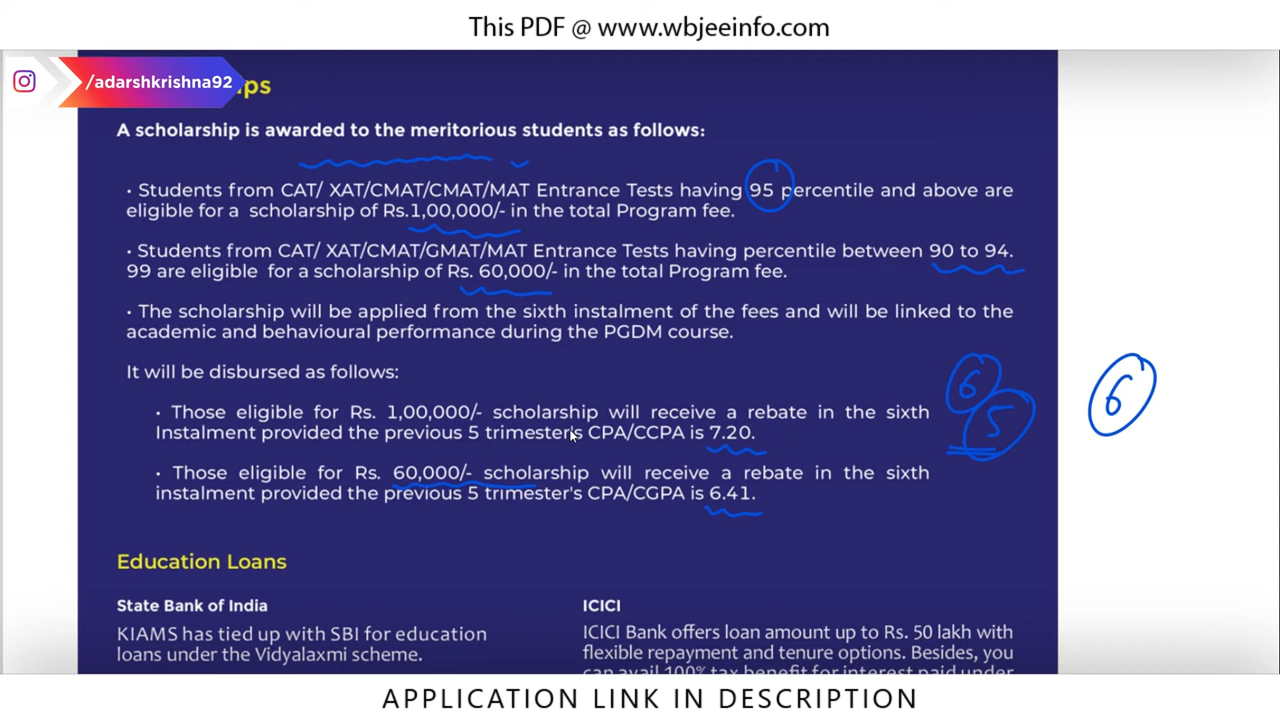 This PDF @ www.wbjeeinfo.com
/adarshkrishna92
ps
A scholarship is awarded to the meritorious students as follows:
• Students from CAT/ XAT/CMAT/CMAT/MAT Entrance Tests having 95 percentile and above are
eligible for a scholarship of Rs.1,00,000/- in the total Program fee.
• Students from CAT/ XAT/CMAT/GMAT/MAT Entrance Tests having percentile between 90 to 94.
99 are eligible for a scholarship of Rs. 60,000/- in the total Program fee.
• The scholarship will be applied from the sixth instalment of the fees and will be linked to the
academic and behavioural performance during the PGDM course.
It will be disbursed as follows:
• Those eligible for Rs. 1,00,000/- scholarship will receive a rebate in the sixth
Instalment provided the previous 5 trimester's CPA/CCPA is 7.20.
• Those eligible for Rs. 60,000/- scholarship will receive a rebate in the sixth
instalment provided the previous 5 trimester's CPA/CGPA is 6.41.
6
5
6
Education Loans
State Bank of India
KIAMS has tied up with SBI for education
loans under the Vidyalaxmi scheme.
ICICI
ICICI Bank offers loan amount up to Rs. 50 lakh with
flexible repayment and tenure options. Besides, you
can avail 100% tax benefit for interest paid under
APPLICATION LINK IN DESCRIPTION